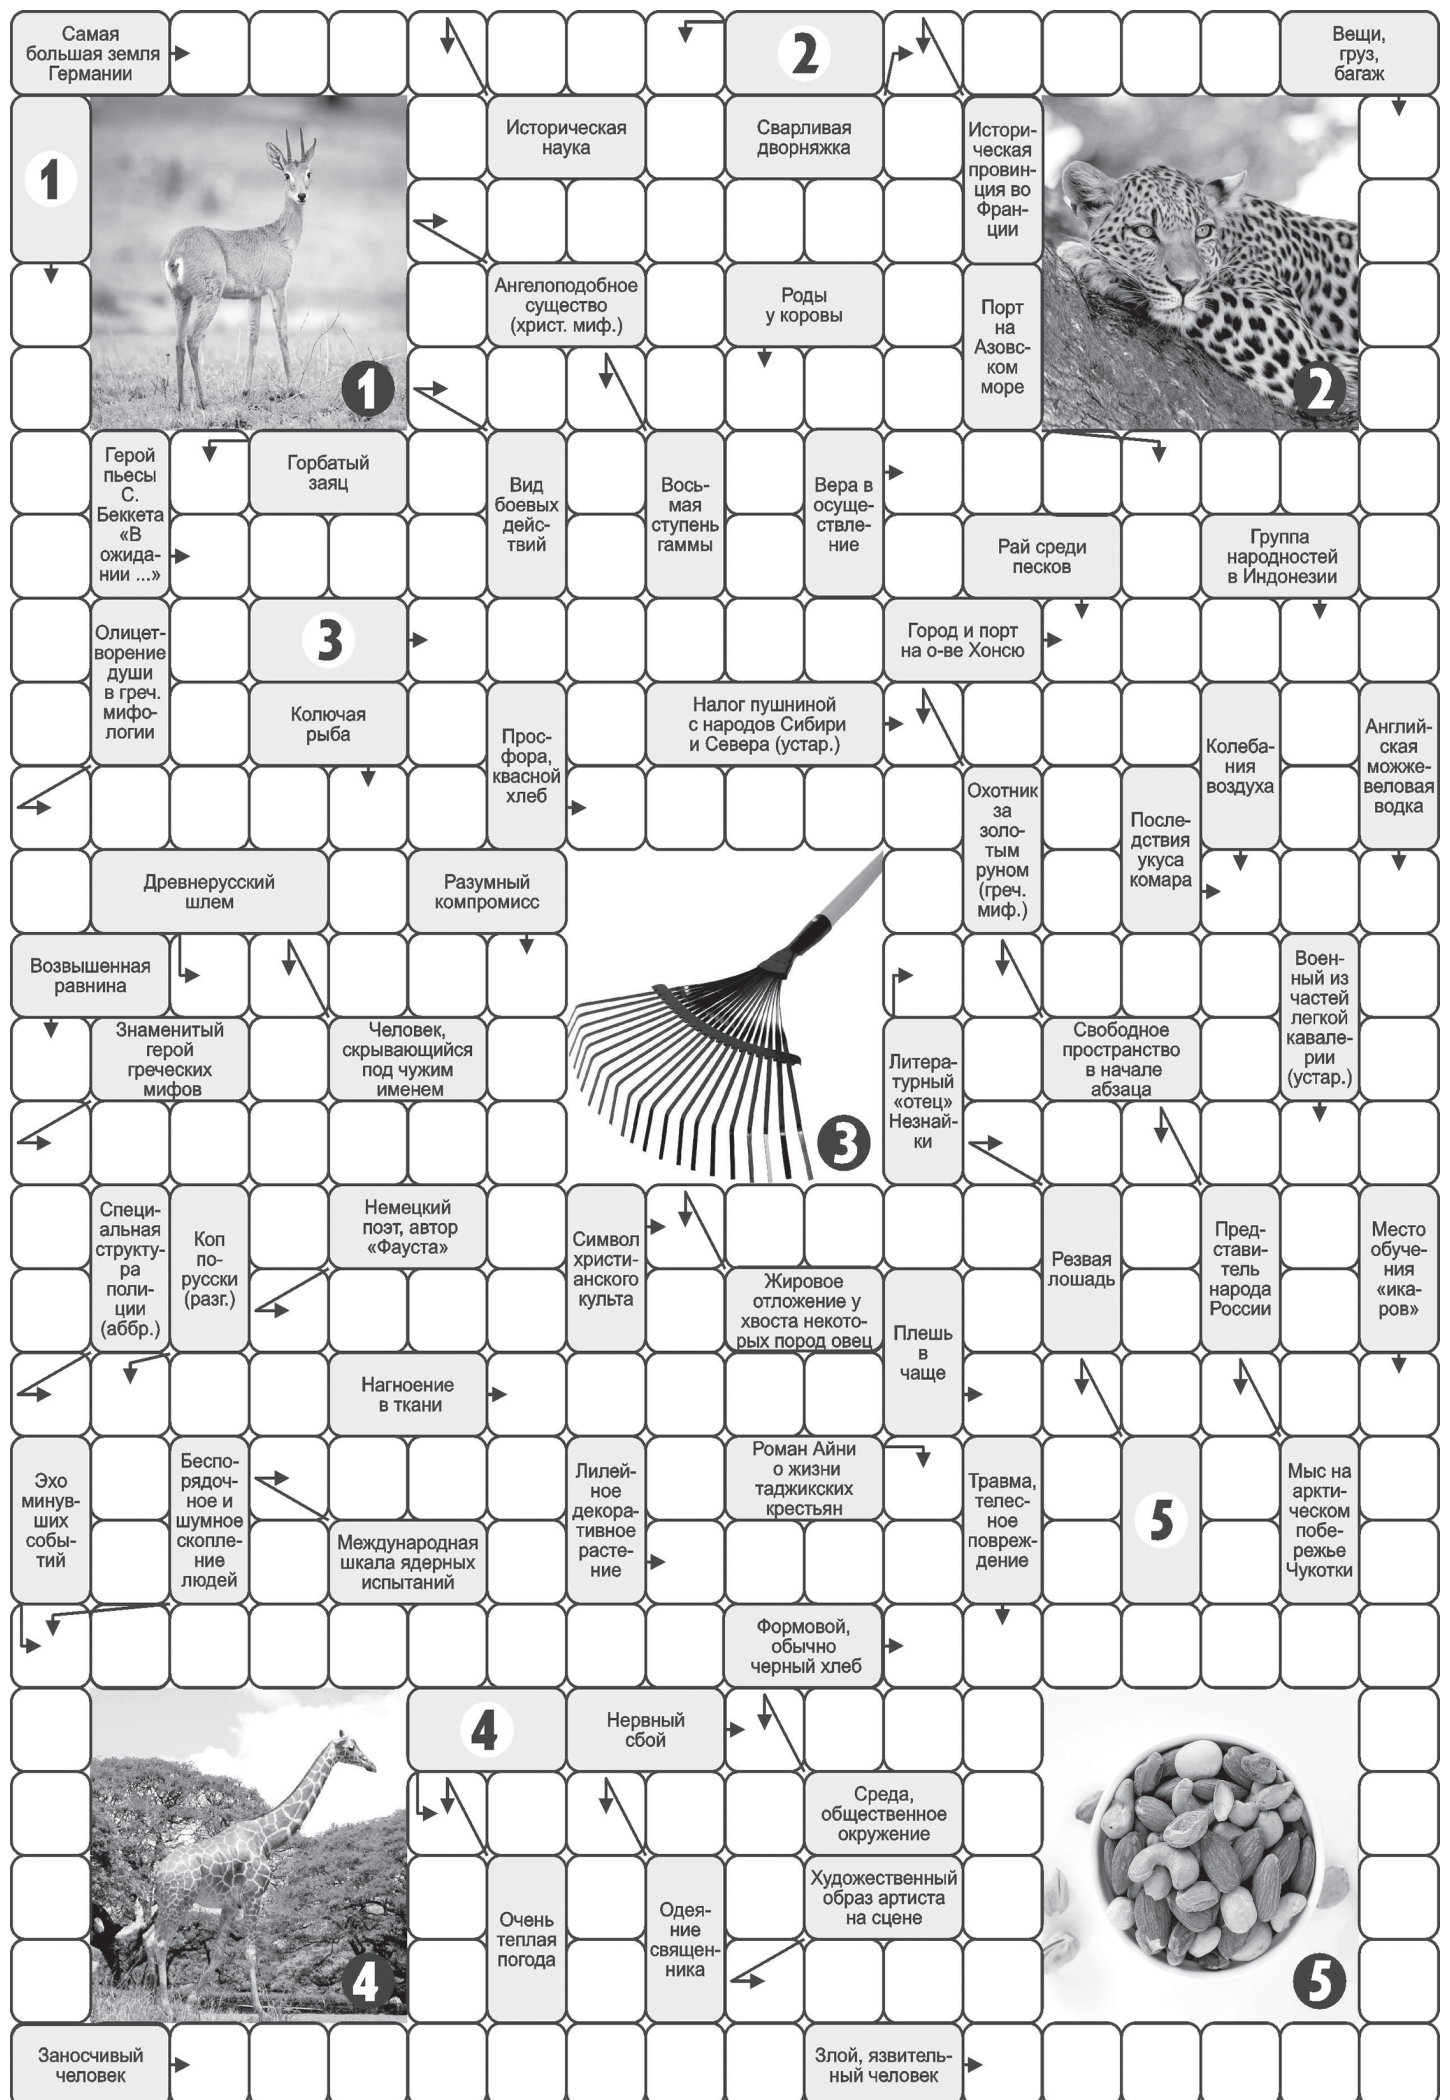 Самая
большая земля
Германии
2
Вещи,
груз,
багаж
1
Историческая
наука
Сварливая
дворняжка
Истори-
ческая
провин-
ция во
Фран-
ции
1
Ангелоподобное
существо
(христ. миф.)
Роды
у коровы
Порт
на
Азовс-
ком
море
2
Герой
пьесы
С.
Беккета
«В
ожида-
нии ...»
Горбатый
заяц
Вид
боевых
дейс-
твий
Вось-
мая
ступень
гаммы
Вера в
осуще-
ствле-
ние
Рай среди
песков
Группа
народностей
в Индонезии
Олицет-
ворение
души
в греч.
мифо-
логии
3
Город и порт
на о-ве Хонсю
Колючая
рыба
Прос-
фора,
квасной
хлеб
Налог пушниной
с народов Сибири
и Севера (устар.)
Колеба-
ния
воздуха
Англий-
ская
можже-
веловая
водка
Охотник
за
золо-
тым
руном
(греч.
миф.)
После-
дствия
укуса
комара
Древнерусский
шлем
Разумный
компромисс
Возвышенная
равнина
Воен-
ный из
частей
легкой
кавале-
рии
(устар.)
Знаменитый
герой
греческих
мифов
Человек,
скрывающийся
под чужим
именем
3
Литера-
турный
«отец»
Незнай-
ки
Свободное
пространство
в начале
абзаца
Специ-
альная
структу-
ра
поли-
ции
(аббр.)
Коп
по-
русски
(разг.)
Немецкий
поэт, автор
«Фауста»
Символ
христи-
анского
культа
Жировое
отложение у
хвоста некото-
рых пород овец
Плешь
в
чаще
Резвая
лошадь
Пред-
стави-
тель
народа
России
Место
обуче-
ния
«ика-
ров»
Нагноение
в ткани
Эхо
минув-
ших
собы-
тий
Беспо-
рядоч-
ное и
шумное
скопле-
ние
людей
Международная
шкала ядерных
испытаний
Лилей-
ное
декора-
тивное
расте-
ние
Роман Айни
о жизни
таджикских
крестьян
Травма,
телес-
ное
повреж-
дение
5
Мыс на
аркти-
ческом
побе-
режье
Чукотки
Формовой,
обычно
черный хлеб
4
Нервный
сбой
Среда,
общественное
окружение
4
Очень
теплая
погода
Одея-
ние
священ-
ника
Художественный
образ артиста
на сцене
5
Заносчивый
человек
Злой, язвитель-
ный человек